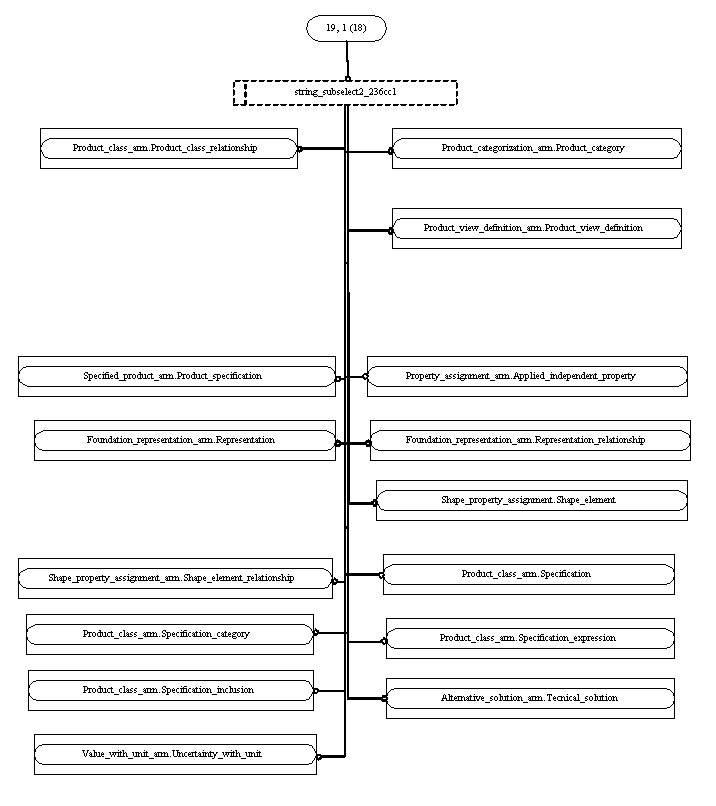 19, 1 (18)
string_subselect2_236cc1
Product_class_arm.Product_class_relationship
Product_categorization_arm.Product_category
Product_view_definition_arm.Product_view_definition
Specified_product_arm.Product_specification
Property_assignment_arm.Applied_independent_property
Foundation_representation_arm.Representation
Foundation_representation_arm.Representation_relationship
Shape_property_assignment.Shape_element
Shape_property_assignment_arm.Shape_element_relationship
Product_class_arm.Specification
Product_class_arm.Specification_category
Product_class_arm.Specification_expression
Product_class_arm.Specification_inclusion
Alternative_solution_arm.Tecnical_solution
Value_with_unit_arm.Uncertainty_with_unit